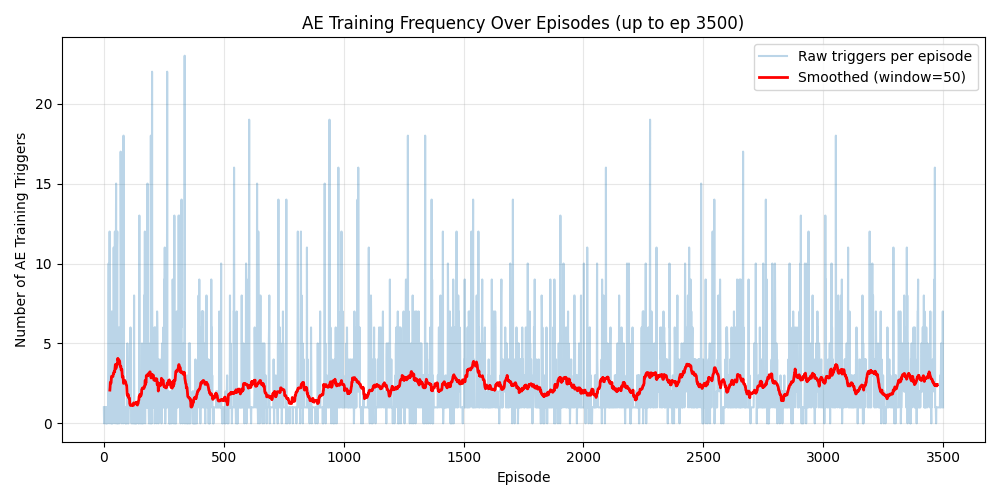 AE Training Frequency Over Episodes (up to ep 3500)
Raw triggers per episode
Smoothed (window=50)
Number of AE Training Triggers
20
15
10
5
0
0 500 1000 1500 2000 2500 3000 3500
Episode